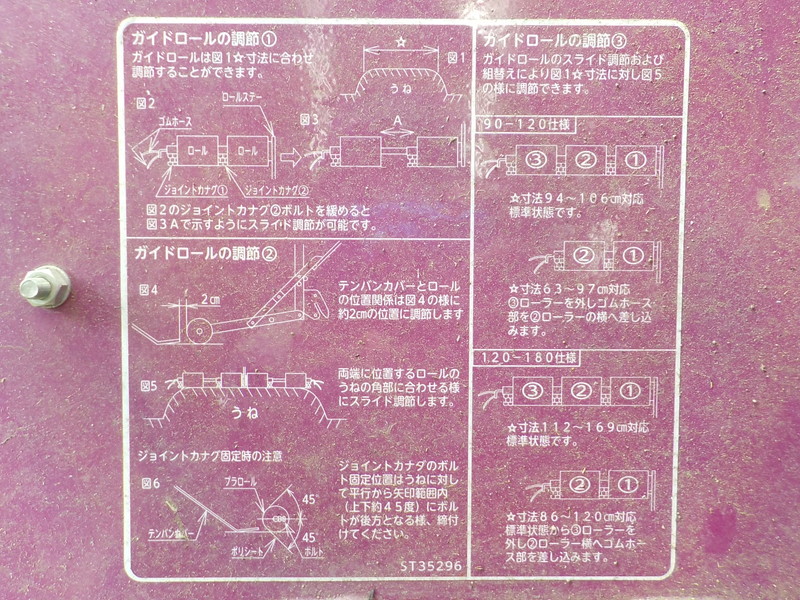 ガイドロールの調節①
ガイドロールは図1☆寸法に合わせ
調節することができます。
☆
図1
うね
図2
ロールステー
ゴムホース
ロール
ロール
図3
A
ジョイントカナグ①
ジョイントカナグ②
図2のジョイントカナグ②ボルトを緩めると
図3Aで示すようにスライド調節が可能です。
ガイドロールの調節②
図4
2㎝
テンバンカバーとロール
の位置関係は図4の様に
約2㎝の位置に調節します
図5
うね
両端に位置するロールの
うねの角部に合わせる様
にスライド調節します。
ジョイントカナグ固定時の注意
図6
プラロール
45°
45°
テンバンカバー
ポリシート
ボルト
ジョイントカナダのボル
ト固定位置はうねに対し
て平行から矢印範囲内
(上下約45度)にボル
トが後方となる様、締付
けてください。
ST35296
ガイドロールの調節③
ガイドロールのスライド調節および
組替えにより図1☆寸法に対し図5
の様に調節できます。
90-120仕様
③ ② ①
☆寸法94~106㎝対応
標準状態です。
② ①
☆寸法63~97㎝対応
③ローラーを外しゴムホース
部を②ローラーの横へ差し込
みます。
120-180仕様
③ ② ①
☆寸法112~169㎝対応
標準状態です。
② ①
☆寸法86~120㎝対応
標準状態から③ローラーを
外し②ローラー横へゴムホー
ス部を差し込みます。